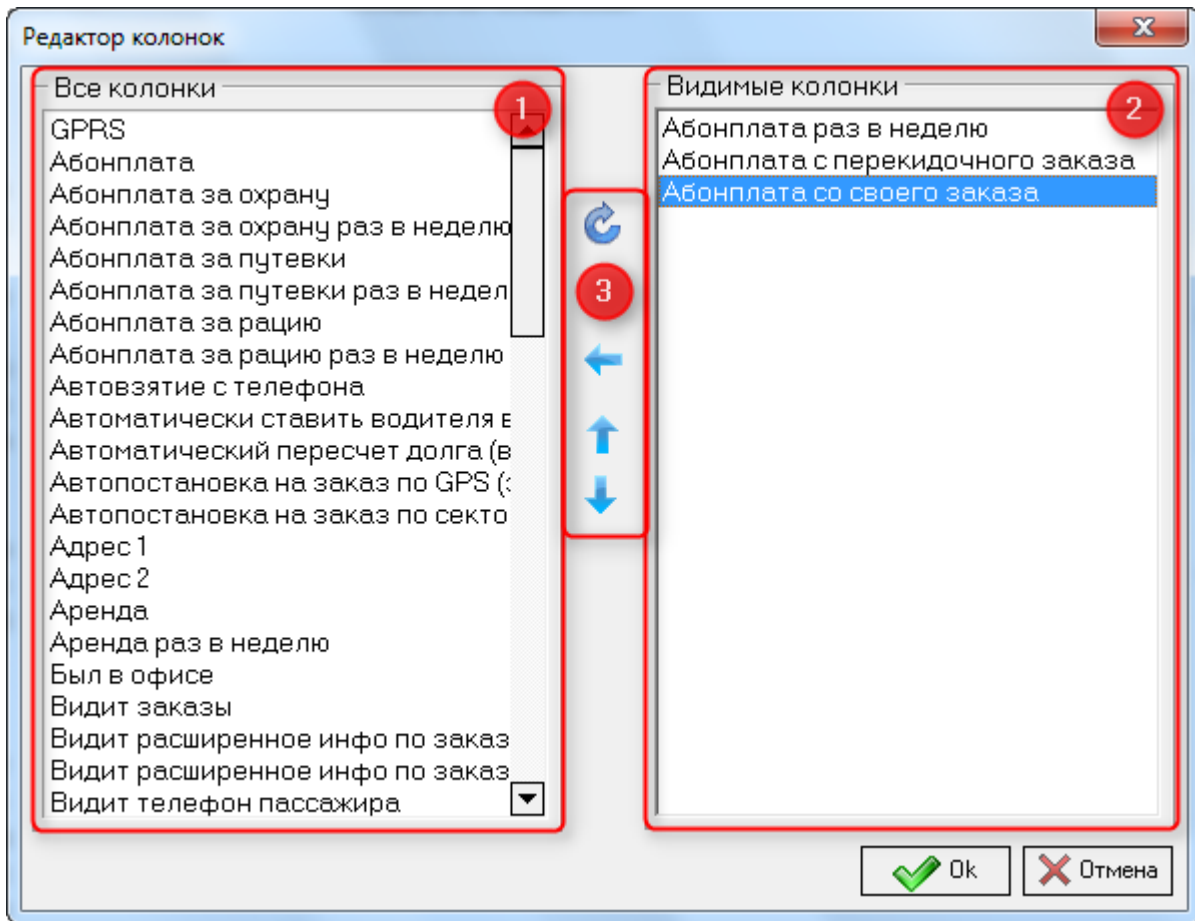 Редактор колонок
Все колонки
1
GPRS
Абонплата
Абонплата за охрану
Абонплата за охрану раз в неделю
Абонплата за путевки
Абонплата за путевки раз в недел
Абонплата за рацию
Абонплата за рацию раз в неделю
Автовзятие с телефона
Автоматически ставить водителя в
Автоматический пересчет долга (в
Автопостановка на заказ по GPS (з
Автопостановка на заказ по секто
Адрес 1
Адрес 2
Аренда
Аренда раз в неделю
Был в офисе
Видит заказы
Видит расширенное инфо по заказ
Видит расширенное инфо по заказ
Видит телефон пассажира
3
Видимые колонки
2
Абонплата раз в неделю
Абонплата с перекидочного заказа
Абонплата со своего заказа
Ok
Отмена